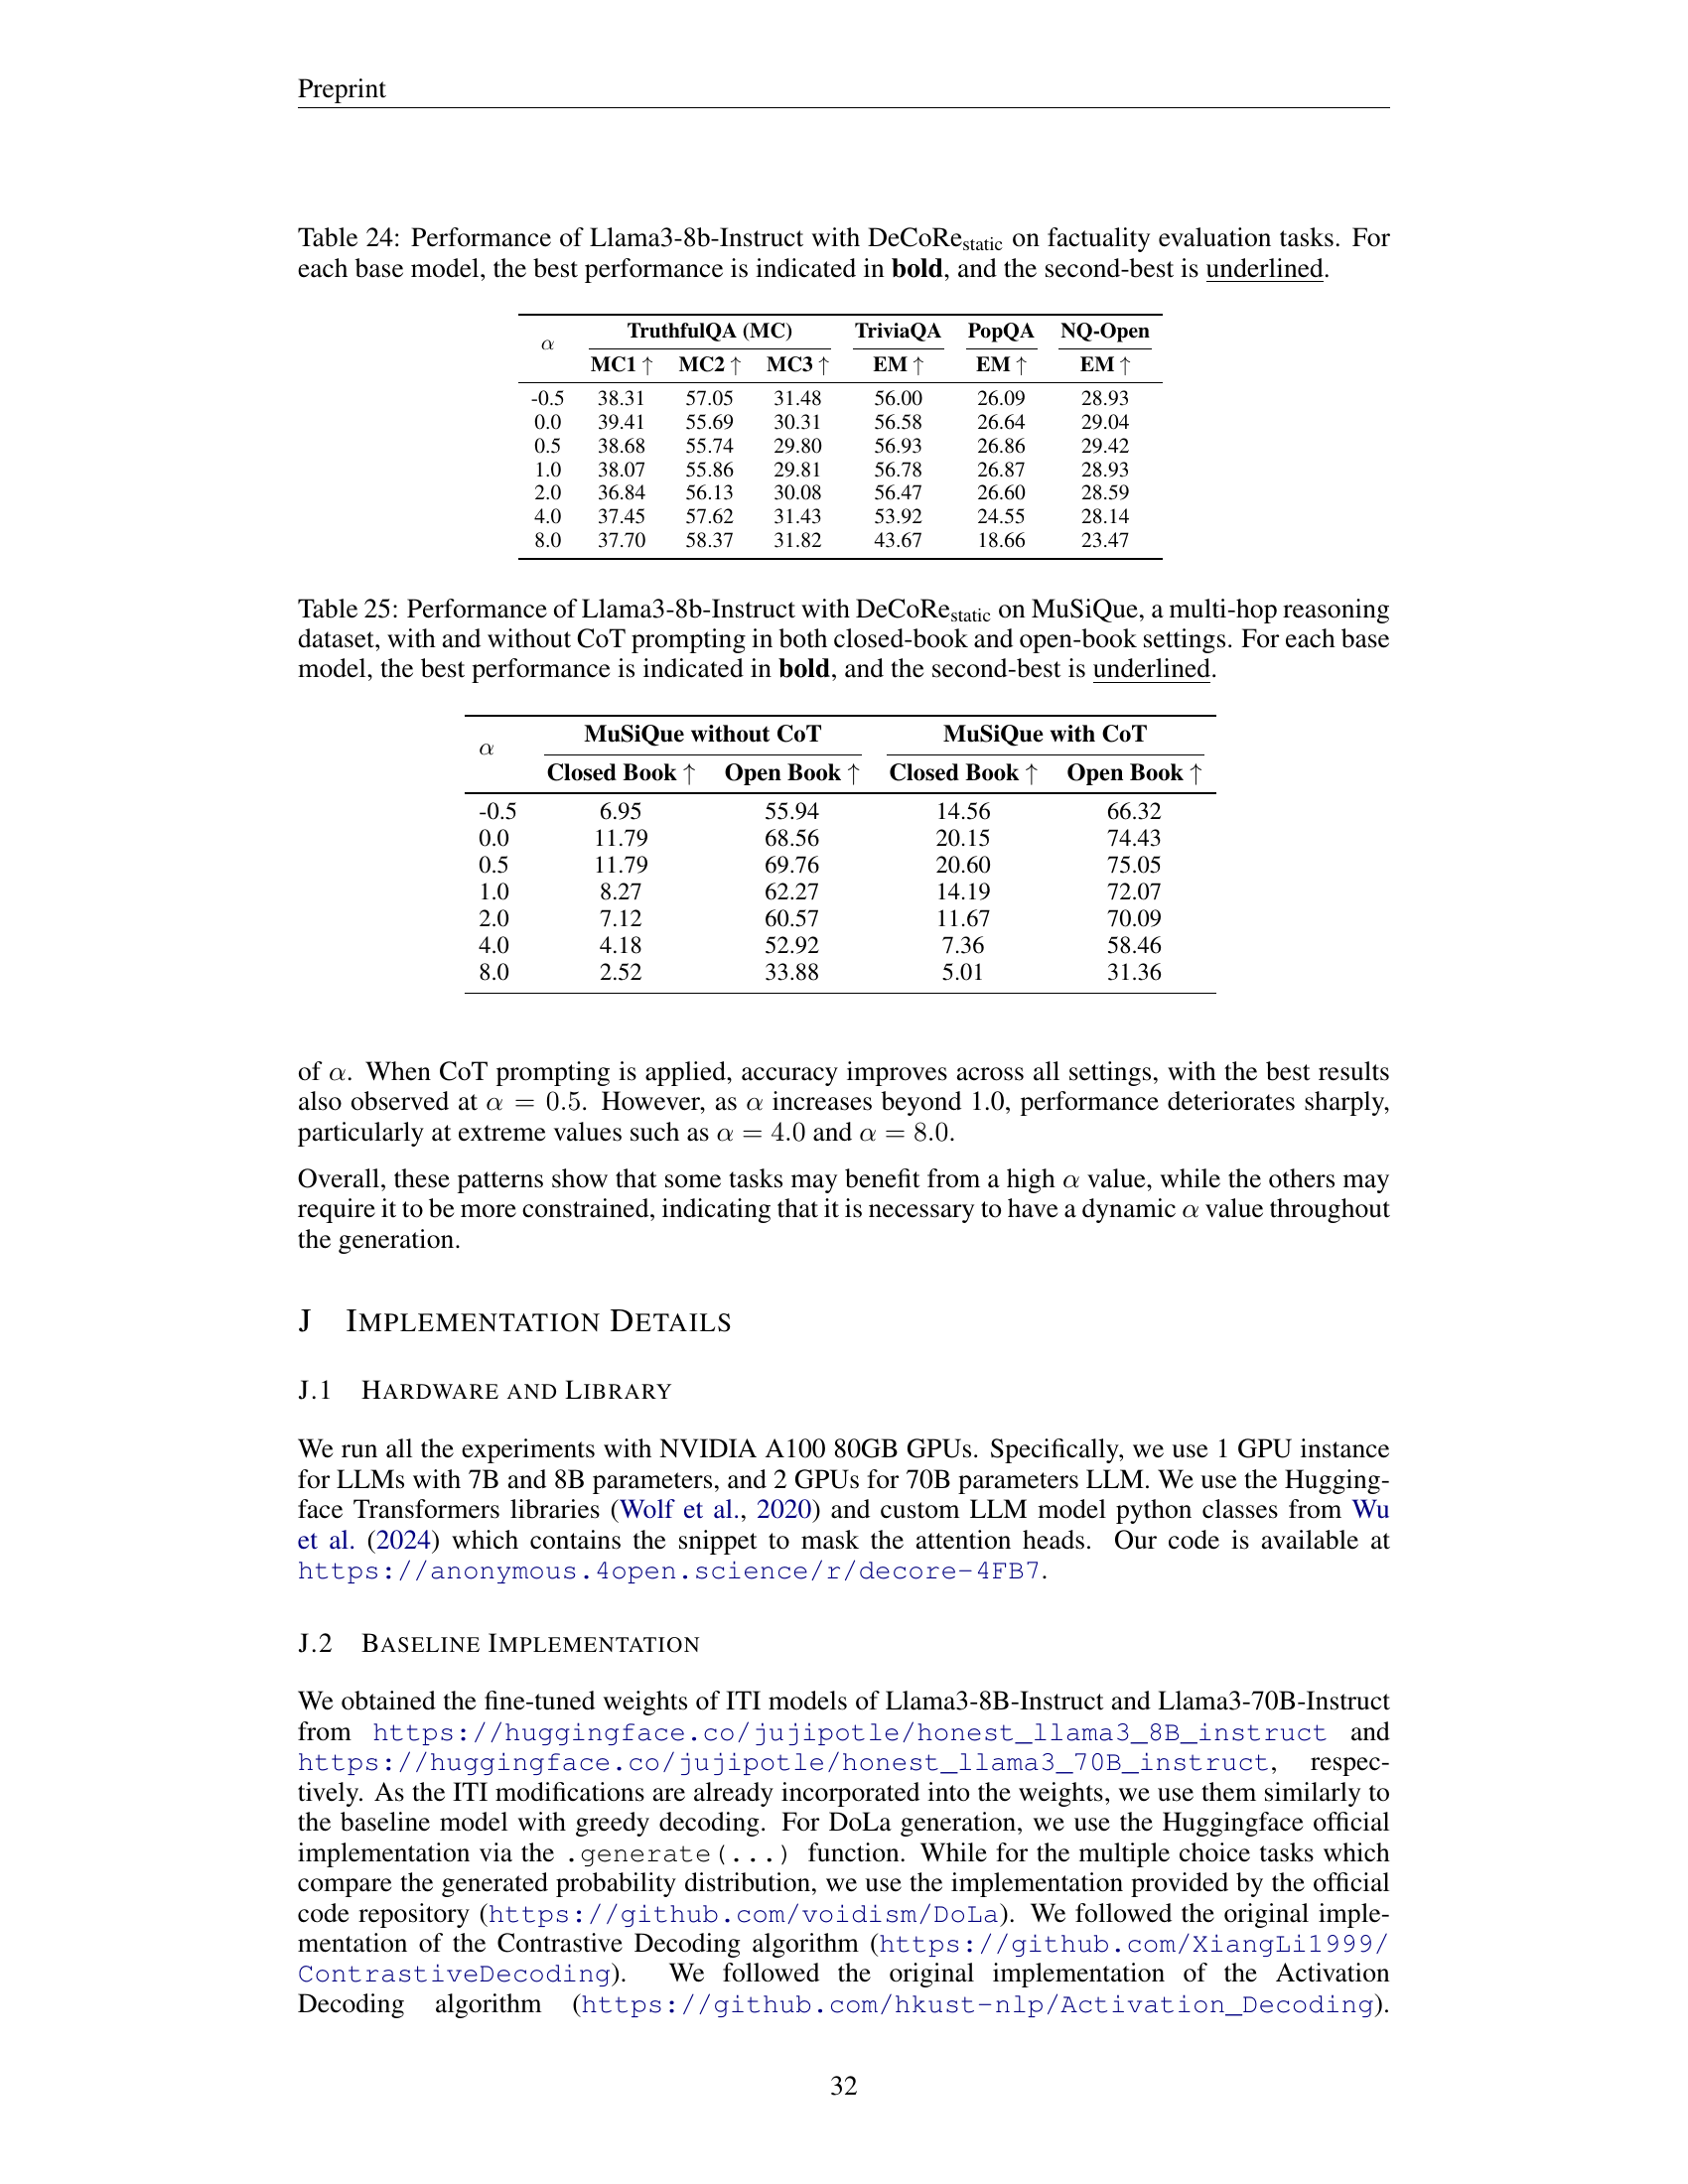 Preprint
Table 24: Performance of Llama3-8b-Instruct with DeCoRestatic on factuality evaluation tasks. For
each base model, the best performance is indicated in bold, and the second-best is underlined.
α TruthfulQA (MC) TriviaQA PopQA NQ-Open
MC1 ↑ MC2 ↑ MC3 ↑ EM ↑ EM ↑ EM ↑
-0.5 38.31 57.05 31.48 56.00 26.09 28.93
0.0 39.41 55.69 30.31 56.58 26.64 29.04
0.5 38.68 55.74 29.80 56.93 26.86 29.42
1.0 38.07 55.86 29.81 56.78 26.87 28.93
2.0 36.84 56.13 30.08 56.47 26.60 28.59
4.0 37.45 57.62 31.43 53.92 24.55 28.14
8.0 37.70 58.37 31.82 43.67 18.66 23.47
Table 25: Performance of Llama3-8b-Instruct with DeCoRestatic on MuSiQue, a multi-hop reasoning
dataset, with and without CoT prompting in both closed-book and open-book settings. For each base
model, the best performance is indicated in bold, and the second-best is underlined.
α MuSiQue without CoT MuSiQue with CoT
Closed Book ↑ Open Book ↑ Closed Book ↑ Open Book ↑
-0.5 6.95 55.94 14.56 66.32
0.0 11.79 68.56 20.15 74.43
0.5 11.79 69.76 20.60 75.05
1.0 8.27 62.27 14.19 72.07
2.0 7.12 60.57 11.67 70.09
4.0 4.18 52.92 7.36 58.46
8.0 2.52 33.88 5.01 31.36
of α. When CoT prompting is applied, accuracy improves across all settings, with the best results
also observed at α = 0.5. However, as α increases beyond 1.0, performance deteriorates sharply,
particularly at extreme values such as α = 4.0 and α = 8.0.
Overall, these patterns show that some tasks may benefit from a high α value, while the others may
require it to be more constrained, indicating that it is necessary to have a dynamic α value throughout
the generation.
J IMPLEMENTATION DETAILS
J.1 HARDWARE AND LIBRARY
We run all the experiments with NVIDIA A100 80GB GPUs. Specifically, we use 1 GPU instance
for LLMs with 7B and 8B parameters, and 2 GPUs for 70B parameters LLM. We use the Hugging-
face Transformers libraries (Wolf et al., 2020) and custom LLM model python classes from Wu
et al. (2024) which contains the snippet to mask the attention heads. Our code is available at
https://anonymous.4open.science/r/decore-4FB7.
J.2 BASELINE IMPLEMENTATION
We obtained the fine-tuned weights of ITI models of Llama3-8B-Instruct and Llama3-70B-Instruct
from https://huggingface.co/jujipotle/honest_llama3_8B_instruct and
https://huggingface.co/jujipotle/honest_llama3_70B_instruct, respec-
tively. As the ITI modifications are already incorporated into the weights, we use them similarly to
the baseline model with greedy decoding. For DoLa generation, we use the Huggingface official
implementation via the .generate(...) function. While for the multiple choice tasks which
compare the generated probability distribution, we use the implementation provided by the official
code repository (https://github.com/voidism/DoLa). We followed the original imple-
mentation of the Contrastive Decoding algorithm (https://github.com/XiangLi1999/
ContrastiveDecoding). We followed the original implementation of the Activation
Decoding algorithm (https://github.com/hkust-nlp/Activation_Decoding).
32